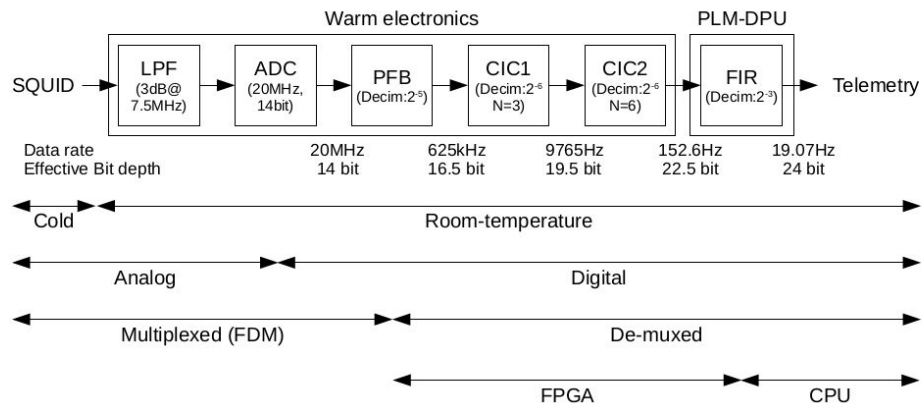 Warm electronics PLM-DPU
SQUID LPF ADC PFB CIC1 CIC2 FIR Telemetry
(3dB@ (20MHz, (Decim:2-5) (Decim:2-6 (Decim:2-6 (Decim:2-3)
7.5MHz) 14bit) N=3) N=6)
Data rate 20MHz 625kHz 9765Hz 152.6Hz 19.07Hz
Effective Bit depth 14 bit 16.5 bit 19.5 bit 22.5 bit 24 bit
Cold Room-temperature
Analog Digital
Multiplexed (FDM) De-muxed
FPGA CPU